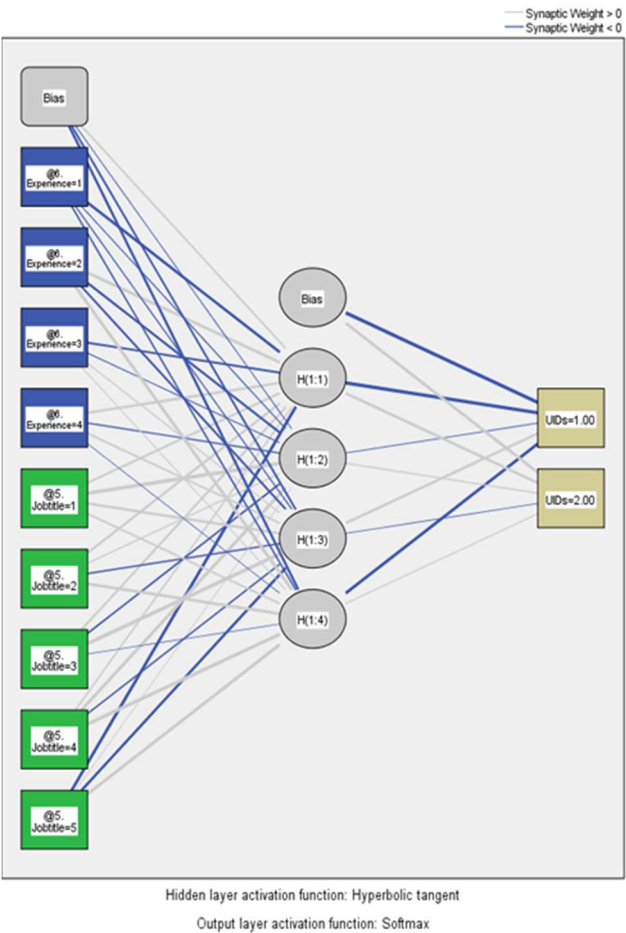 Synaptic Weight > 0
Synaptic Weight < 0
Bias
@6.
Experience=1
@6.
Experience=2
@6.
Experience=3
@6.
Experience=4
@5.
Jobtitle=1
@5.
Jobtitle=2
@5.
Jobtitle=3
@5.
Jobtitle=4
@5.
Jobtitle=5
Bias
H(1:1)
H(1:2)
H(1:3)
H(1:4)
UIDs=1.00
UIDs=2.00
Hidden layer activation function: Hyperbolic tangent
Output layer activation function: Softmax